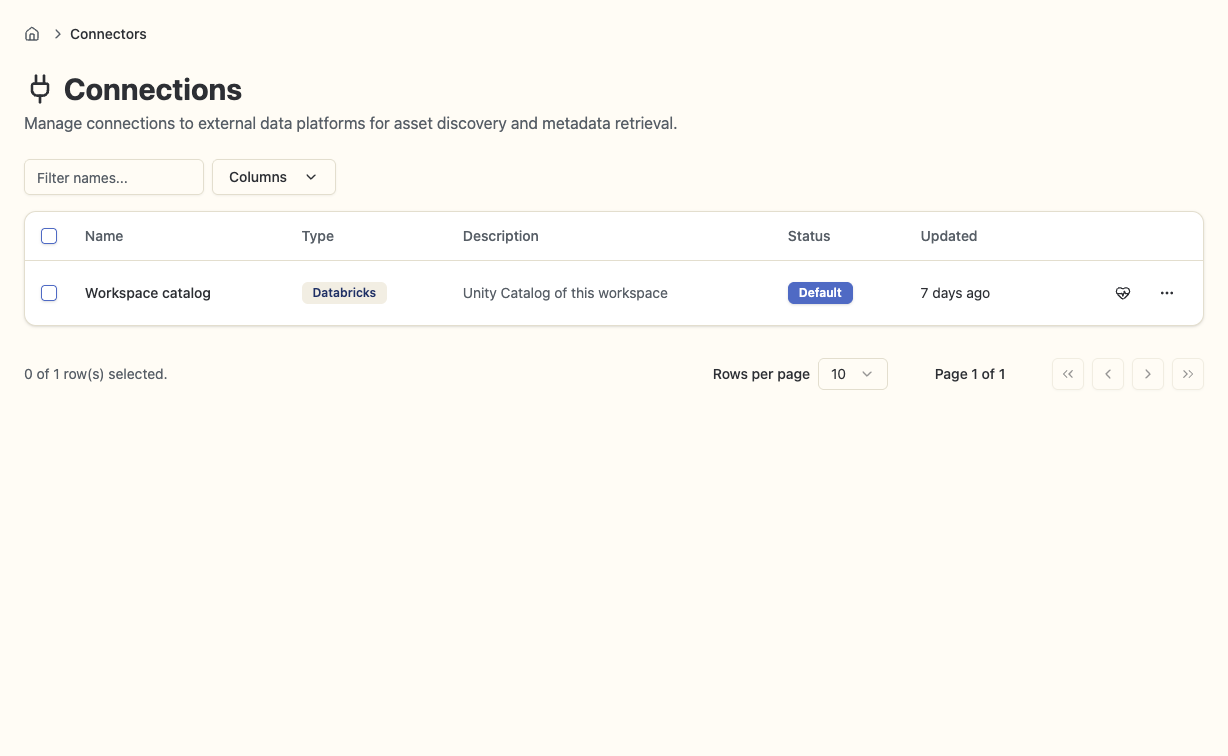 Connectors
Connections
Manage connections to external data platforms for asset discovery and metadata retrieval.
Filter names...
Columns
Name Type Description Status Updated
Workspace catalog Databricks Unity Catalog of this workspace Default 7 days ago
0 of 1 row(s) selected. Rows per page 10 Page 1 of 1